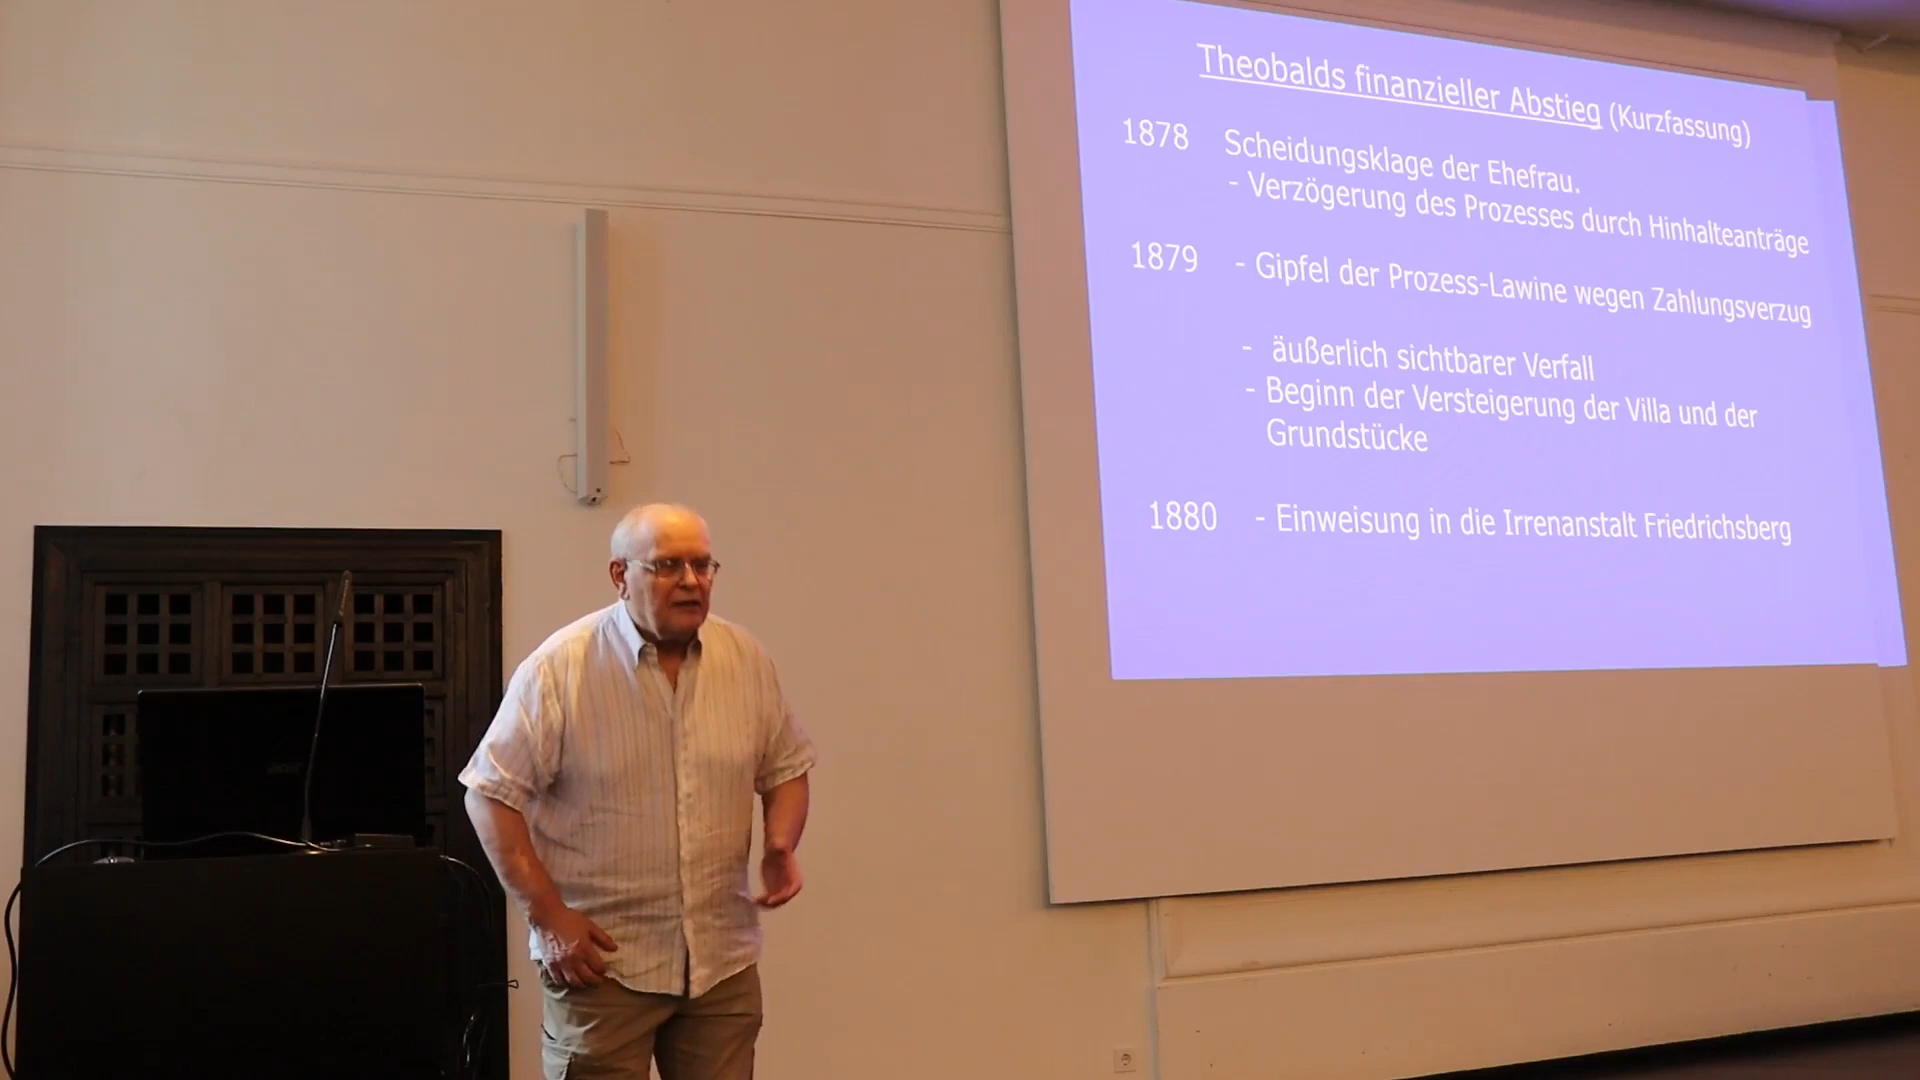 Theobalds finanzieller Abstieg (Kurzfassung)
1878 Scheidungsklage der Ehefrau.
- Verzögerung des Prozesses durch Hinhalteanträge
1879 - Gipfel der Prozess-Lawine wegen Zahlungsverzug
- äußerlich sichtbarer Verfall
- Beginn der Versteigerung der Villa und der
Grundstücke
1880 - Einweisung in die Irrenanstalt Friedrichsberg